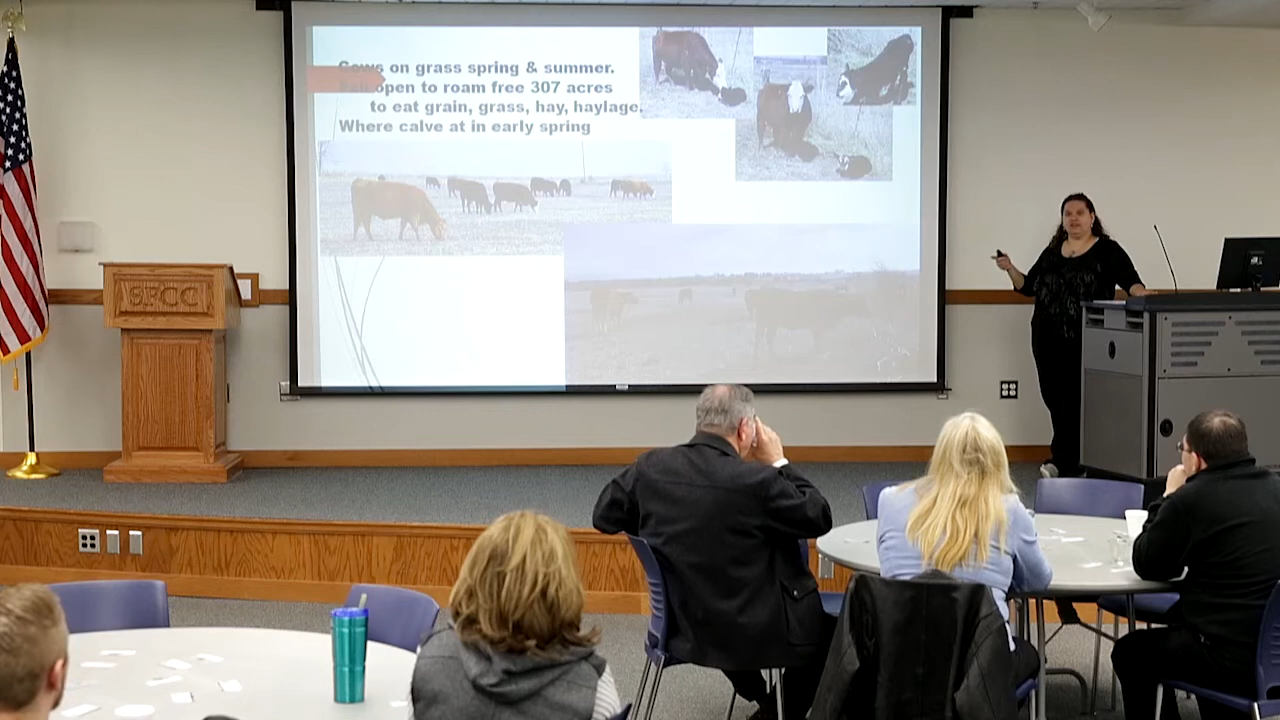 Cows on grass spring & summer.
Fall open to roam free 307 acres
to eat grain, grass, hay, haylage.
Where calve at in early spring
SFCC